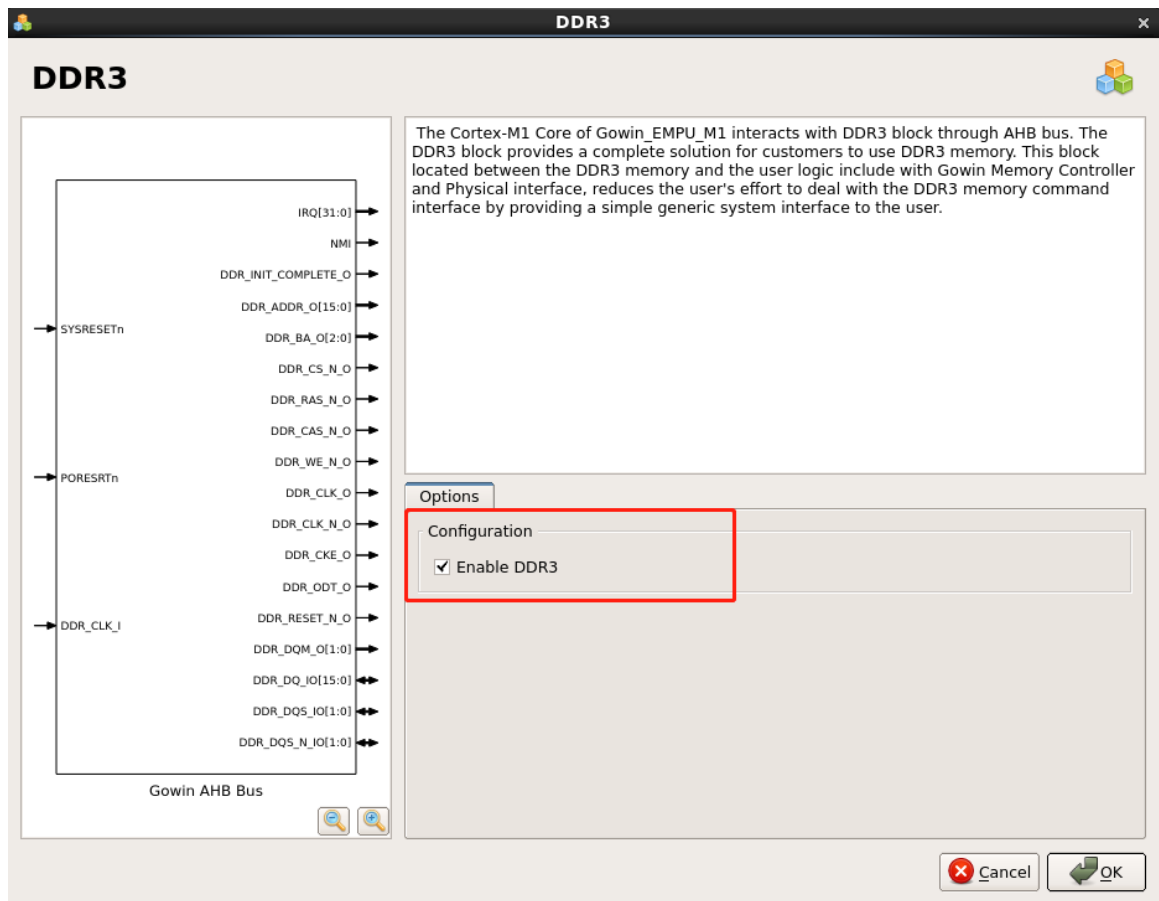 DDR3
DDR3
IRQ[31:0]
NMI
DDR_INIT_COMPLETE_O
DDR_ADDR_O[15:0]
SYSRESETn
DDR_BA_O[2:0]
DDR_CS_N_O
DDR_RAS_N_O
DDR_CAS_N_O
DDR_WE_N_O
PORESRTn
DDR_CLK_O
DDR_CLK_N_O
DDR_CKE_O
DDR_ODT_O
DDR_RESET_N_O
DDR_CLK_I
DDR_DQM_O[1:0]
DDR_DQ_IO[15:0]
DDR_DQS_IO[1:0]
DDR_DQS_N_IO[1:0]
Gowin AHB Bus
The Cortex-M1 Core of Gowin_EMPU_M1 interacts with DDR3 block through AHB bus. The
DDR3 block provides a complete solution for customers to use DDR3 memory. This block
located between the DDR3 memory and the user logic include with Gowin Memory Controller
and Physical interface, reduces the user's effort to deal with the DDR3 memory command
interface by providing a simple generic system interface to the user.
Options
Configuration
Enable DDR3
Cancel
OK